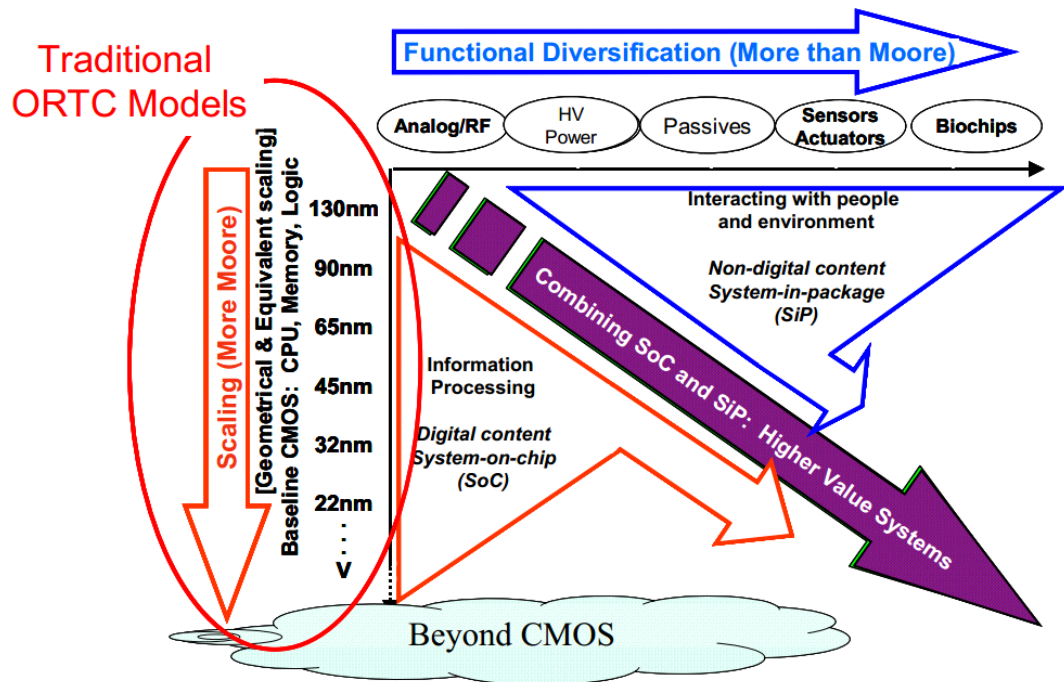 Traditional
ORTC Models
Functional Diversification (More than Moore)
Analog/RF
HV
Power
Passives
Sensors
Actuators
Biochips
Scaling (More Moore)
[Geometrical & Equivalent scaling]
Baseline CMOS: CPU, Memory, Logic
130nm
90nm
65nm
45nm
32nm
22nm
V
Interacting with people
and environment
Non-digital content
System-in-package
(SiP)
Combining SoC and SiP: Higher Value Systems
Information
Processing
Digital content
System-on-chip
(SoC)
Beyond CMOS